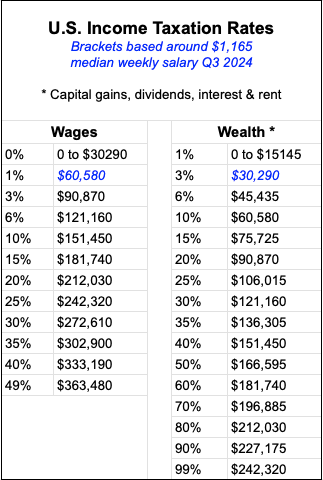 U.S. Income Taxation Rates
Brackets based around $1,165
median weekly salary Q3 2024
* Capital gains, dividends, interest & rent
Wages Wealth *
0% 0 to $30290 1% 0 to $15145
1% $60,580 3% $30,290
3% $90,870 6% $45,435
6% $121,160 10% $60,580
10% $151,450 15% $75,725
15% $181,740 20% $90,870
20% $212,030 25% $106,015
25% $242,320 30% $121,160
30% $272,610 35% $136,305
35% $302,900 40% $151,450
40% $333,190 50% $166,595
49% $363,480 60% $181,740
70% $196,885
80% $212,030
90% $227,175
99% $242,320